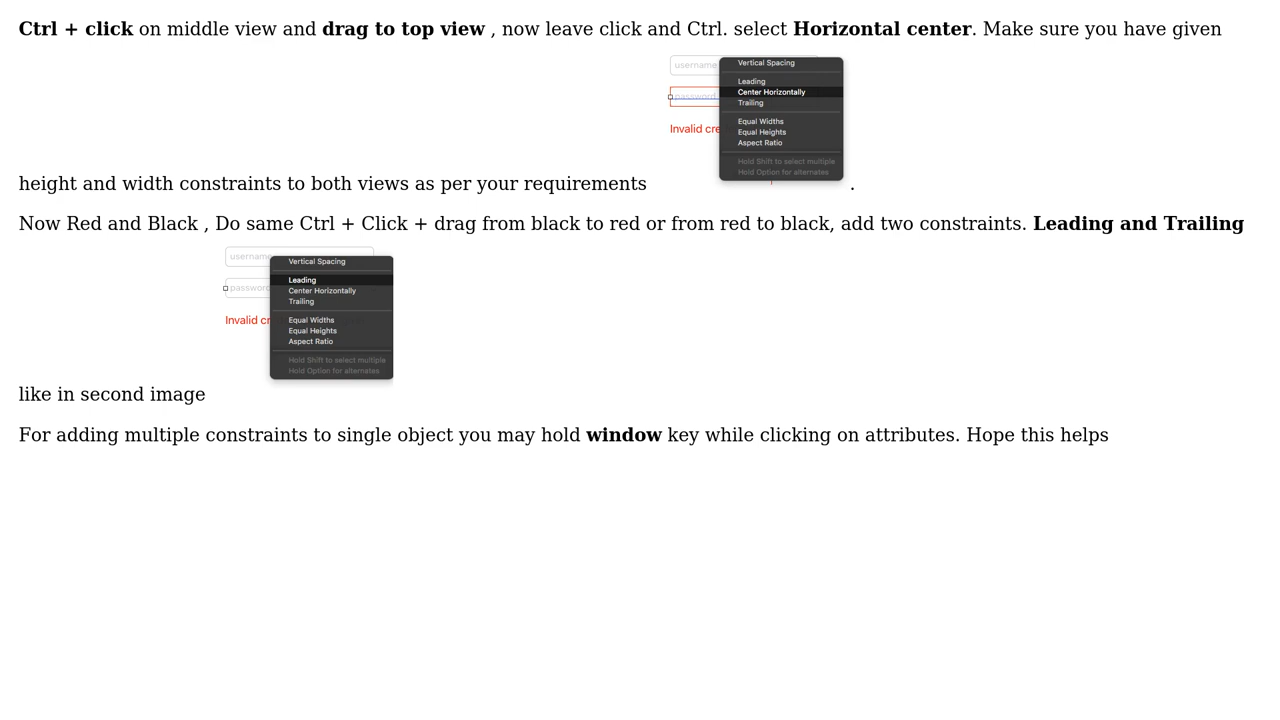 Ctrl + click on middle view and drag to top view , now leave click and Ctrl. select Horizontal center. Make sure you have given
username
Vertical Spacing
Leading
password
Center Horizontally
Trailing
Equal Widths
Invalid cre
Equal Heights
Aspect Ratio
Hold Shift to select multiple
Hold Option for alternates
height and width constraints to both views as per your requirements .
Now Red and Black , Do same Ctrl + Click + drag from black to red or from red to black, add two constraints. Leading and Trailing
username
Vertical Spacing
Leading
password
Center Horizontally
Trailing
Equal Widths
Invalid cr
Equal Heights
Aspect Ratio
Hold Shift to select multiple
Hold Option for alternates
like in second image
For adding multiple constraints to single object you may hold window key while clicking on attributes. Hope this helps